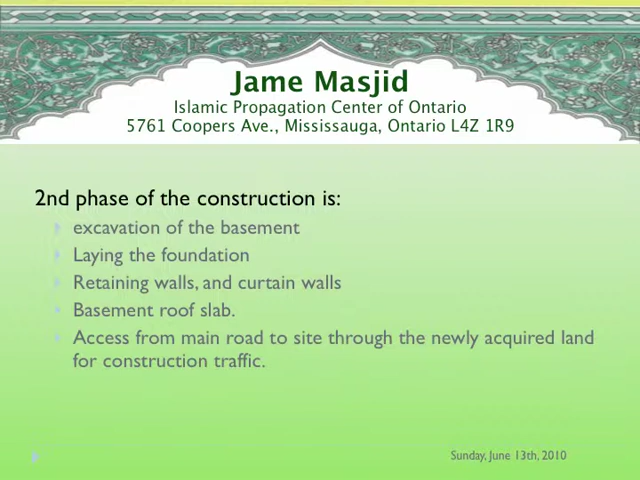 Jame Masjid
Islamic Propagation Center of Ontario
5761 Coopers Ave., Mississauga, Ontario L4Z 1R9
2nd phase of the construction is:
excavation of the basement
Laying the foundation
Retaining walls, and curtain walls
Basement roof slab.
Access from main road to site through the newly acquired land
for construction traffic.
Sunday, June 13th, 2010